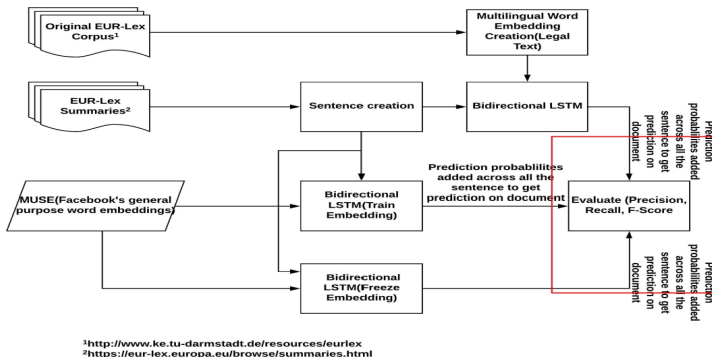 Original EUR-Lex
Corpus¹
Multilingual Word
Embedding
Creation(Legal
Text)
EUR-Lex
Summaries²
Sentence creation
Bidirectional LSTM
Prediction
probablilites added
across all the
sentence to get
prediction on
document
MUSE(Facebook's general
purpose word embeddings)
Bidirectional
LSTM(Train
Embedding)
Prediction probablilites
added across all the
sentence to get
prediction on document
Evaluate (Precision,
Recall, F-Score
Bidirectional
LSTM(Freeze
Embedding)
Prediction
probablilites added
across all the
sentence to get
prediction on
document
¹http://www.ke.tu-darmstadt.de/resources/eurlex
²https://eur-lex.europa.eu/browse/summaries.html